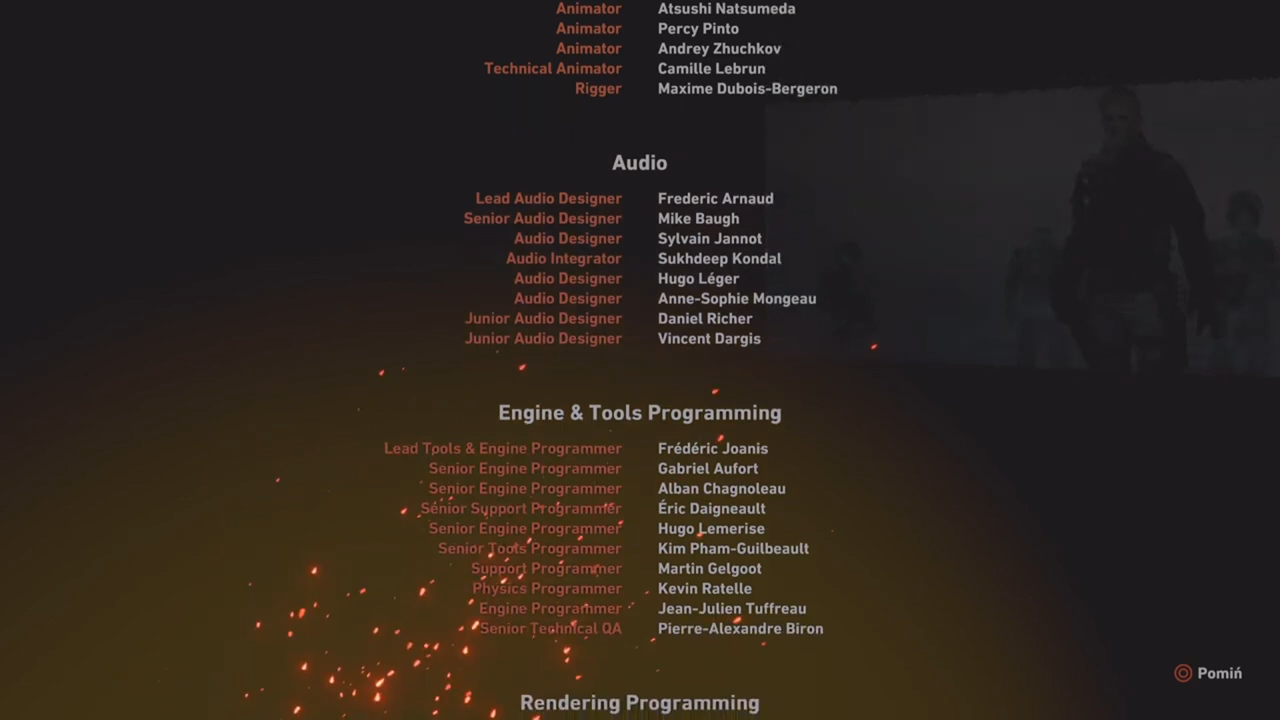 Animator Atsushi Natsumeda
Animator Percy Pinto
Animator Andrey Zhuchkov
Technical Animator Camille Lebrun
Rigger Maxime Dubois-Bergeron
Audio
Lead Audio Designer Frederic Arnaud
Senior Audio Designer Mike Baugh
Audio Designer Sylvain Jannot
Audio Integrator Sukhdeep Kondal
Audio Designer Hugo Léger
Audio Designer Anne-Sophie Mongeau
Junior Audio Designer Daniel Richer
Junior Audio Designer Vincent Dargis
Engine & Tools Programming
Lead Tools & Engine Programmer Frédéric Joanis
Senior Engine Programmer Gabriel Aufort
Senior Engine Programmer Alban Chagnoleau
Senior Support Programmer Éric Daigneault
Senior Engine Programmer Hugo Lemerise
Senior Tools Programmer Kim Pham-Guilbeault
Support Programmer Martin Gelgoot
Physics Programmer Kevin Ratelle
Engine Programmer Jean-Julien Tuffreau
Senior Technical QA Pierre-Alexandre Biron
Pomiń
Rendering Programming